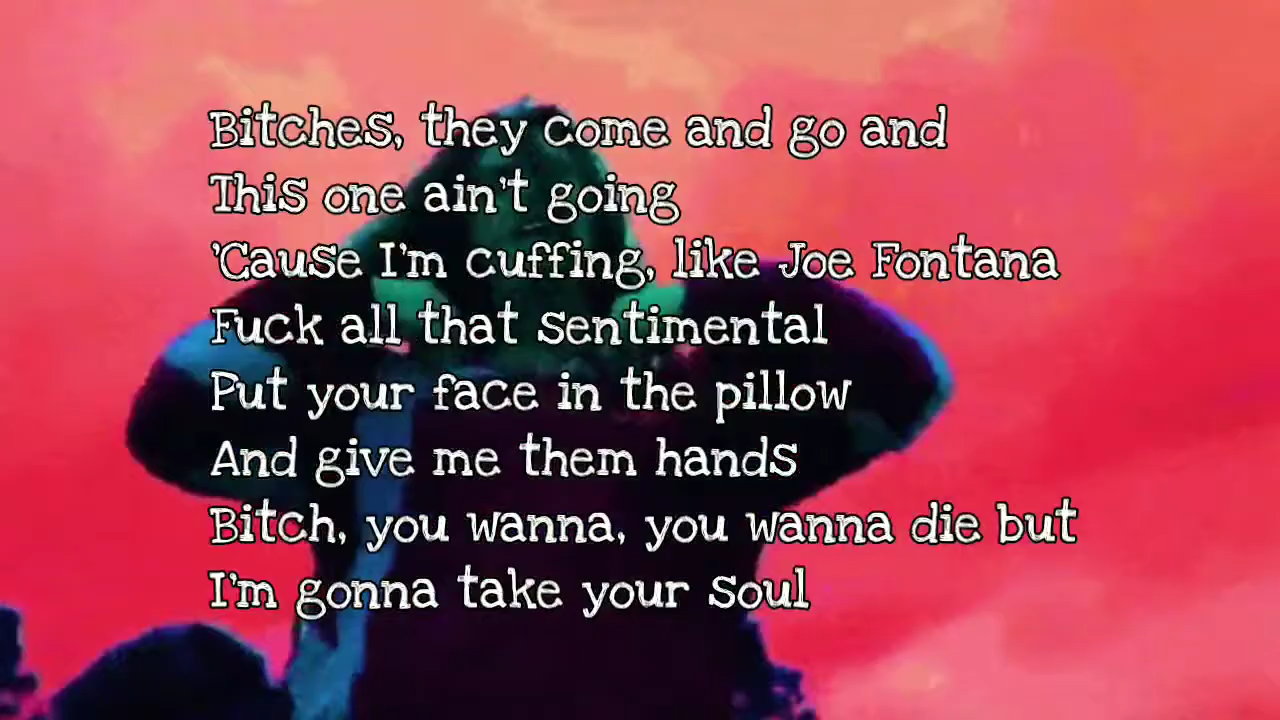 Bitches, they come and go and
This one ain't going
'Cause I'm cuffing, like Joe Fontana
Fuck all that sentimental
Put your face in the pillow
And give me them hands
Bitch, you wanna, you wanna die but
I'm gonna take your soul